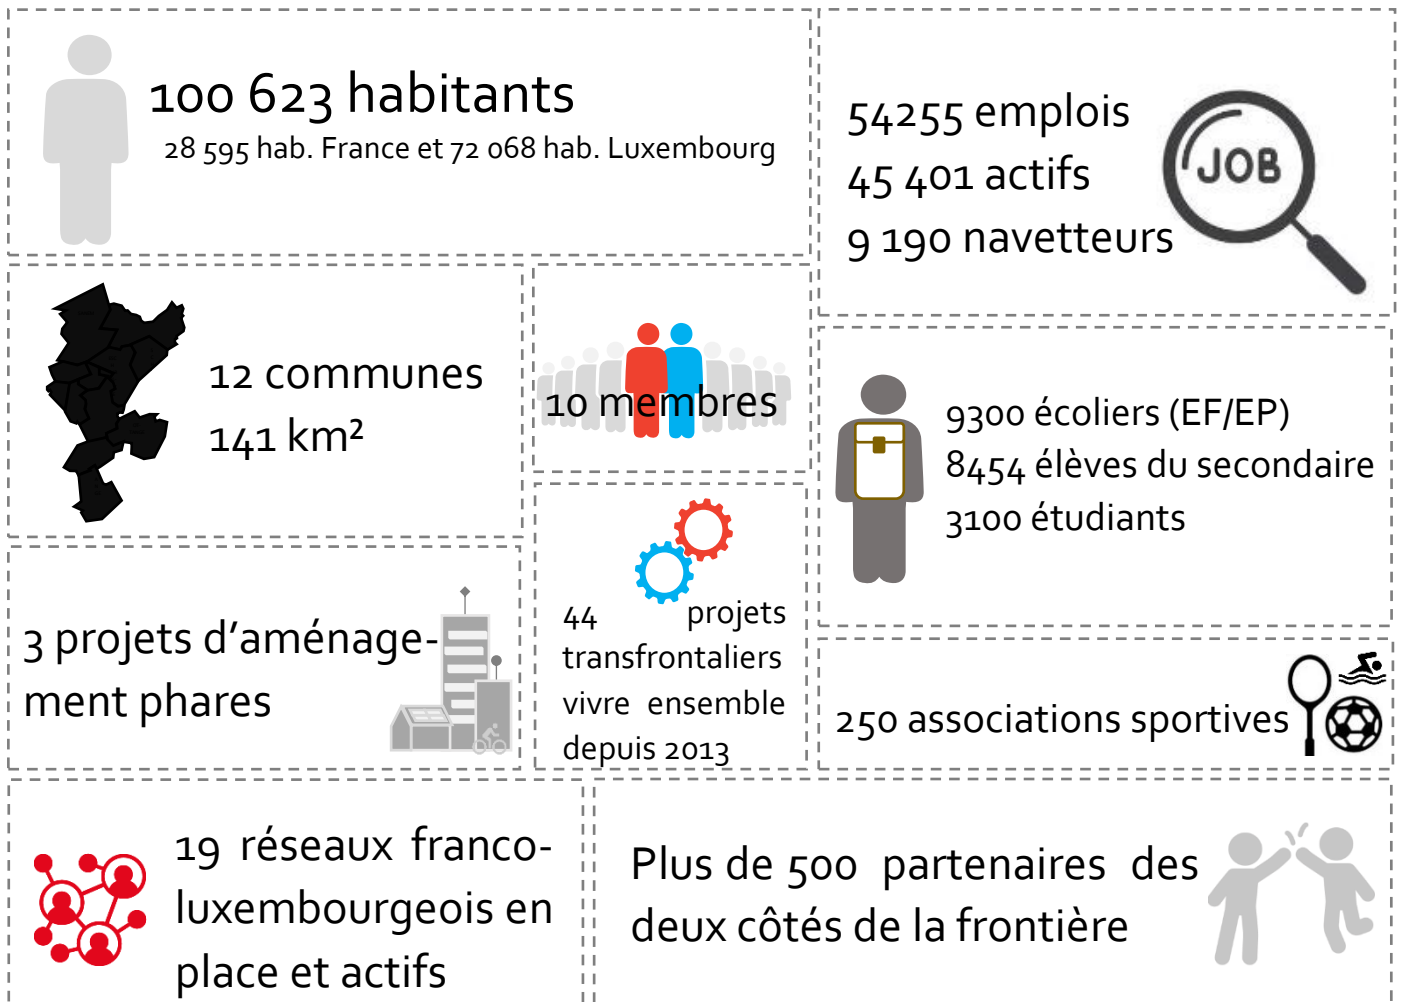 100 623 habitants
28 595 hab. France et 72 068 hab. Luxembourg
54255 emplois
45 401 actifs
9 190 navetteurs
JOB
12 communes
141 km²
10 membres
9300 écoliers (EF/EP)
8454 élèves du secondaire
3100 étudiants
3 projets d’aménage-
ment phares
44 projets
transfrontaliers
vivre ensemble
depuis 2013
250 associations sportives
19 réseaux franco-
luxembourgeois en
place et actifs
Plus de 500 partenaires des
deux côtés de la frontière